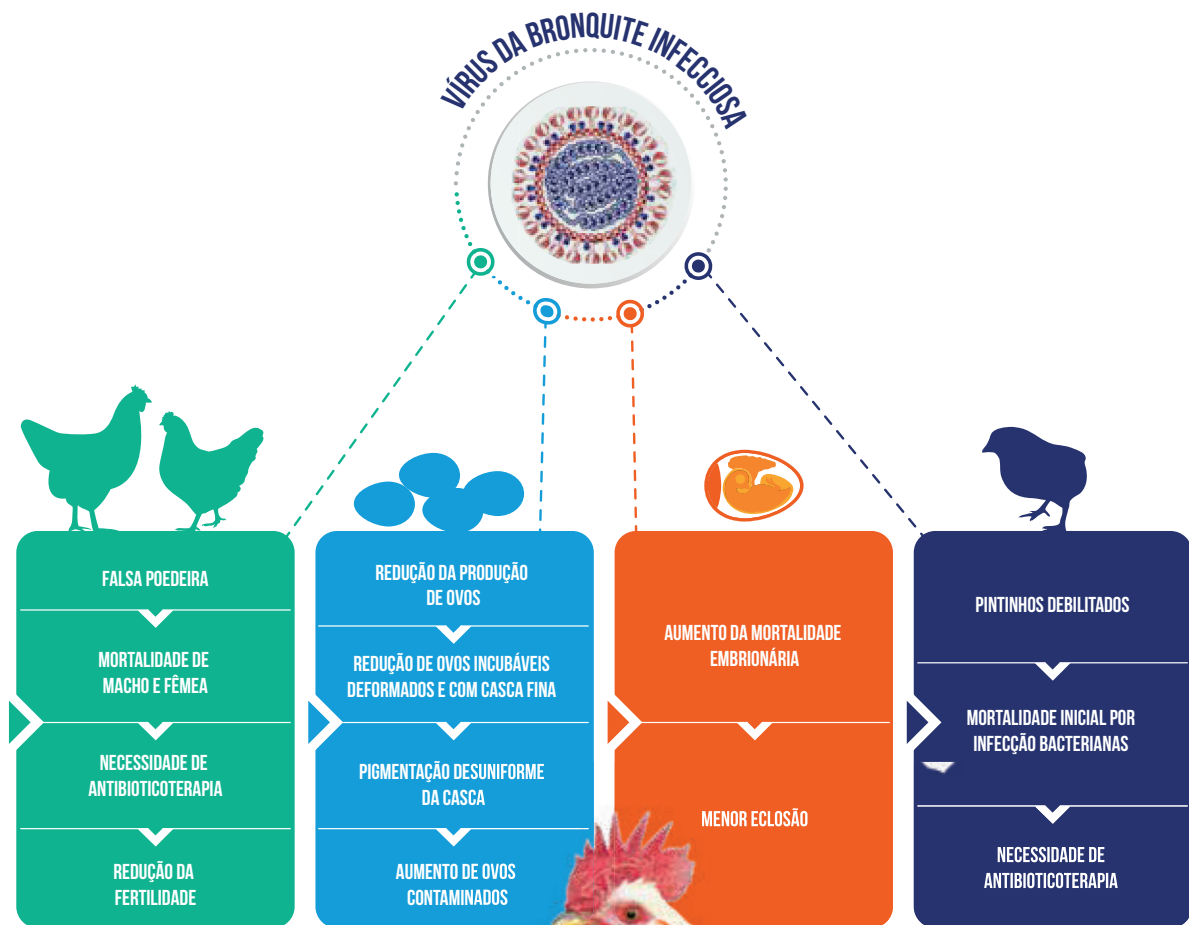 VÍRUS DA BRONQUITE INFECCIOSA
FALSA POEDEIRA
MORTALIDADE DE
MACHO E FÊMEA
NECESSIDADE DE
ANTIBIOTICOTERAPIA
REDUÇÃO DA
FERTILIDADE
REDUÇÃO DA PRODUÇÃO
DE OVOS
REDUÇÃO DE OVOS INCUBÁVEIS
DEFORMADOS E COM CASCA FINA
PIGMENTAÇÃO DESUNIFORME
DA CASCA
AUMENTO DE OVOS
CONTAMINADOS
AUMENTO DA MORTALIDADE
EMBRIONÁRIA
MENOR ECLOSÃO
PINTINHOS DEBILITADOS
MORTALIDADE INICIAL POR
INFECÇÃO BACTERIANAS
NECESSIDADE DE
ANTIBIOTICOTERAPIA